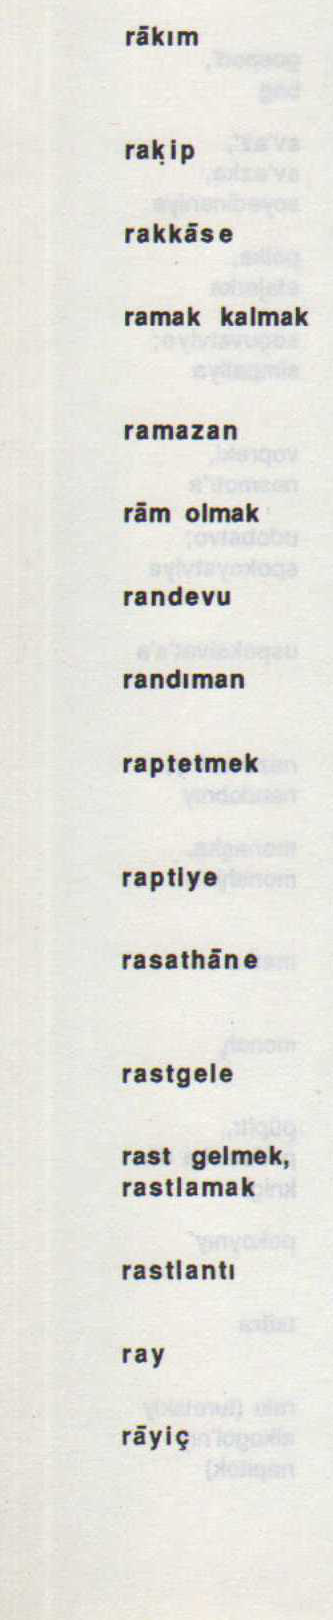 rākım
raḳip
rakkāse
ramak kalmak
ramazan
rām olmak
randevu
randıman
raptetmek
raptiye
rasathāne
rastgele
rast gelmek,
rastlamak
rastlantı
ray
rāyiç